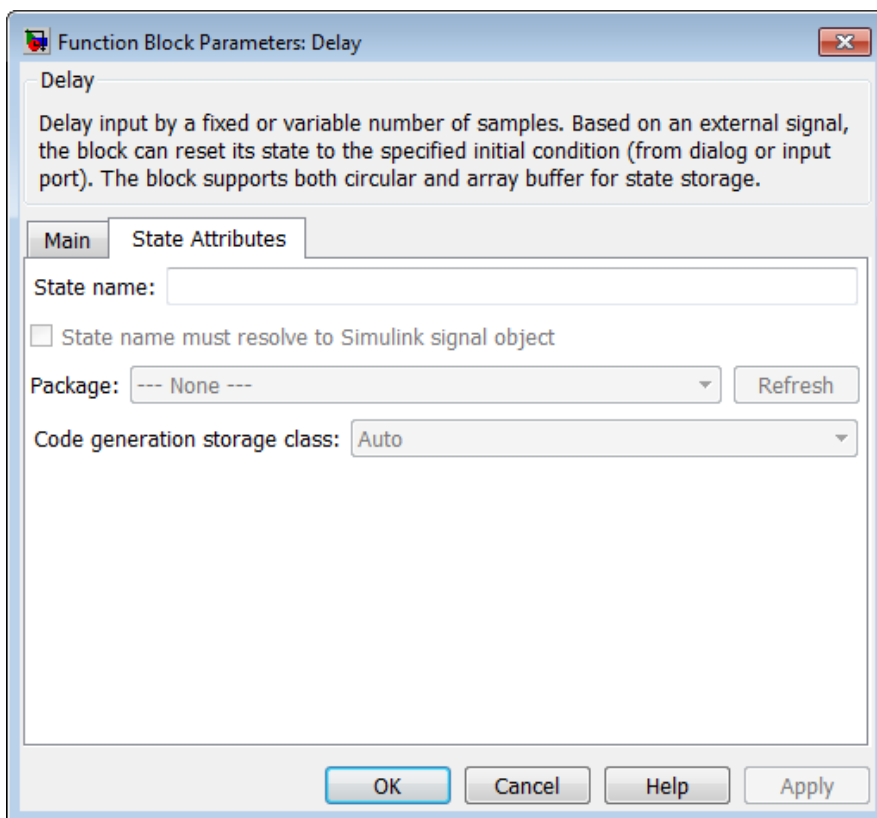 Function Block Parameters: Delay
Delay
Delay input by a fixed or variable number of samples. Based on an external signal,
the block can reset its state to the specified initial condition (from dialog or input
port). The block supports both circular and array buffer for state storage.
Main State Attributes
State name:
State name must resolve to Simulink signal object
Package: --- None --- Refresh
Code generation storage class: Auto
OK Cancel Help Apply